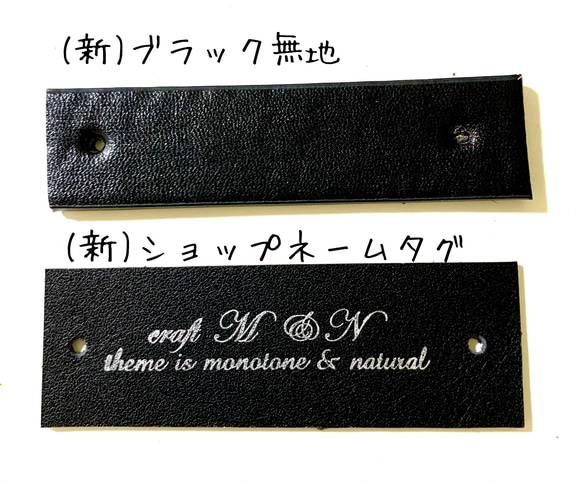 (新)ブラック無地
(新)ショップネームタグ
craft M & N
theme is monotone & natural